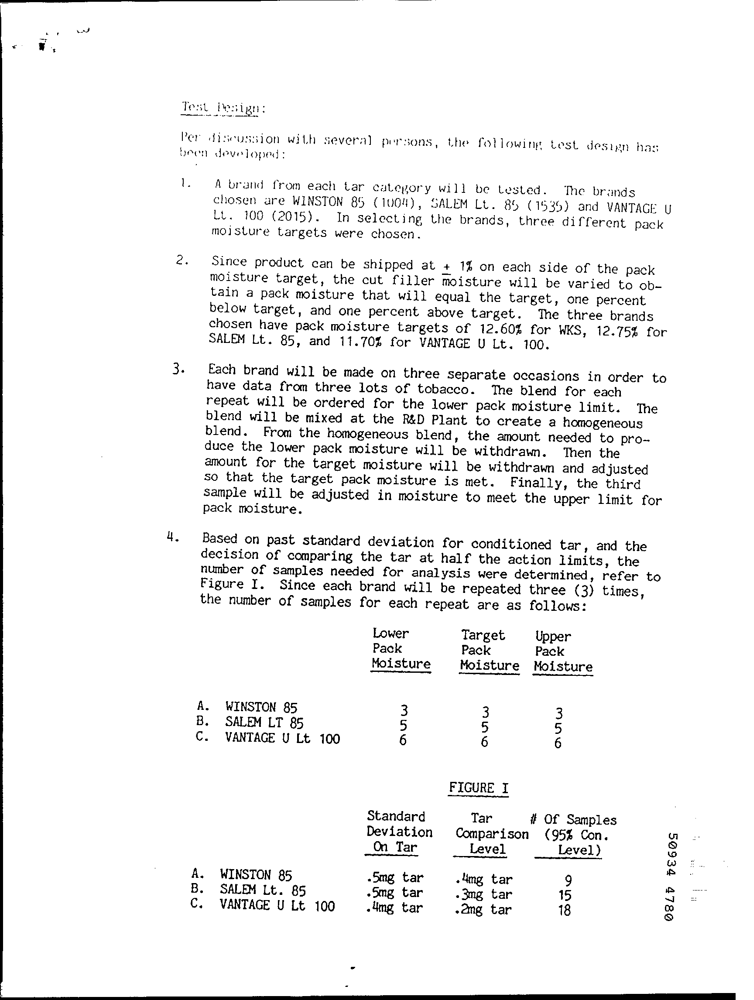 Test Design:
Per discussion with several persons, the following test design has
been developed:
1. A brand from each tar category will be tested. The brands
chosen are WINSTON 85 (1004), SALEM Lt. 85 (1535) and VANTAGE U
Lt. 100 (2015). In selecting the brands, three different pack
moisture targets were chosen.
2. Since product can be shipped at ± 1% on each side of the pack
moisture target, the cut filler moisture will be varied to ob-
tain a pack moisture that will equal the target, one percent
below target, and one percent above target. The three brands
chosen have pack moisture targets of 12.60% for WKS, 12.75% for
SALEM Lt. 85, and 11.70% for VANTAGE U Lt. 100.
3. Each brand will be made on three separate occasions in order to
have data from three lots of tobacco. The blend for each
repeat will be ordered for the lower pack moisture limit. The
blend will be mixed at the R&D Plant to create a homogeneous
blend. From the homogeneous blend, the amount needed to pro-
duce the lower pack moisture will be withdrawn. Then the
amount for the target moisture will be withdrawn and adjusted
so that the target pack moisture is met. Finally, the third
sample will be adjusted in moisture to meet the upper limit for
pack moisture.
4. Based on past standard deviation for conditioned tar, and the
decision of comparing the tar at half the action limits, the
number of samples needed for analysis were determined, refer to
Figure I. Since each brand will be repeated three (3) times,
the number of samples for each repeat are as follows:
Lower Target Upper
Pack Pack Pack
Moisture Moisture Moisture
A. WINSTON 85 3 3 3
B. SALEM LT 85 5 5 5
C. VANTAGE U Lt 100 6 6 6
FIGURE I
Standard Tar # Of Samples
Deviation Comparison (95% Con.
On Tar Level Level)
A. WINSTON 85 .5mg tar .4mg tar 9
B. SALEM Lt. 85 .5mg tar .3mg tar 15
C. VANTAGE U Lt 100 .4mg tar .2mg tar 18
50934 4780